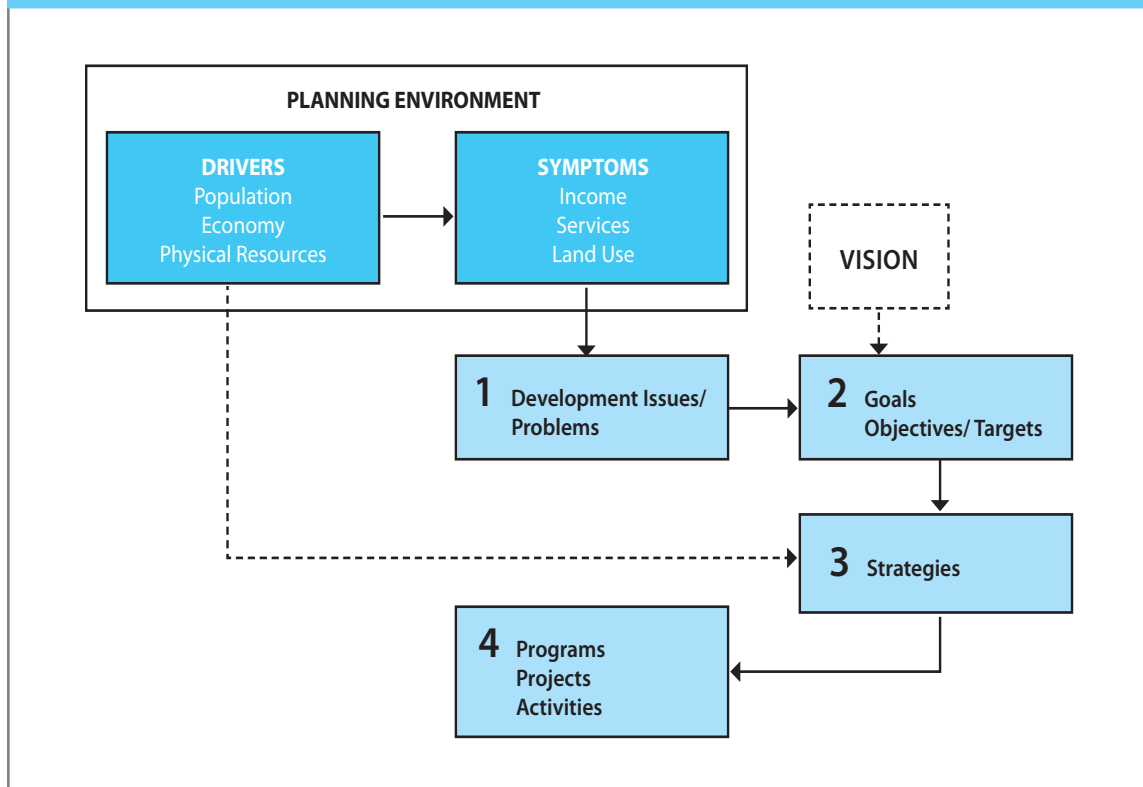 PLANNING ENVIRONMENT
DRIVERS
Population
Economy
Physical Resources
SYMPTOMS
Income
Services
Land Use
VISION
1 Development Issues/
Problems
2 Goals
Objectives/ Targets
3 Strategies
4 Programs
Projects
Activities